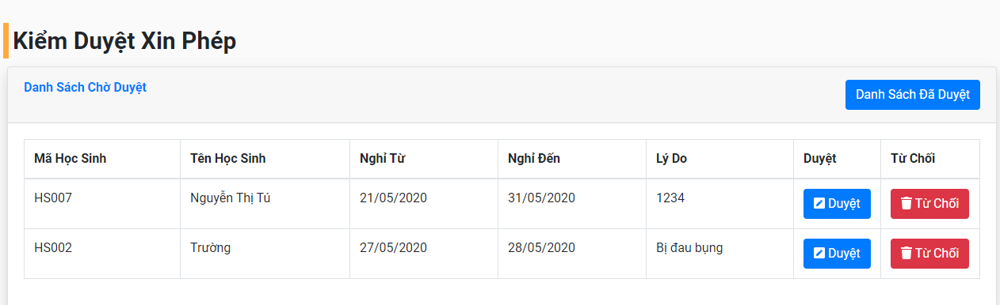 Kiểm Duyệt Xin Phép
Danh Sách Chờ Duyệt
Danh Sách Đã Duyệt
Mã Học Sinh Tên Học Sinh Nghỉ Từ Nghỉ Đến Lý Do Duyệt Từ Chối
HS007 Nguyễn Thị Tú 21/05/2020 31/05/2020 1234 Duyệt Từ Chối
HS002 Trường 27/05/2020 28/05/2020 Bị đau bụng Duyệt Từ Chối